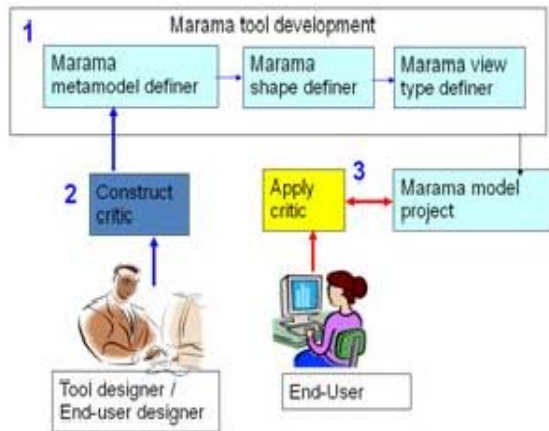 1
Marama tool development
Marama
metamodel definer
Marama
shape definer
Marama view
type definer
2
Construct
critic
Apply
critic
3
Marama model
project
Tool designer /
End-user designer
End-User